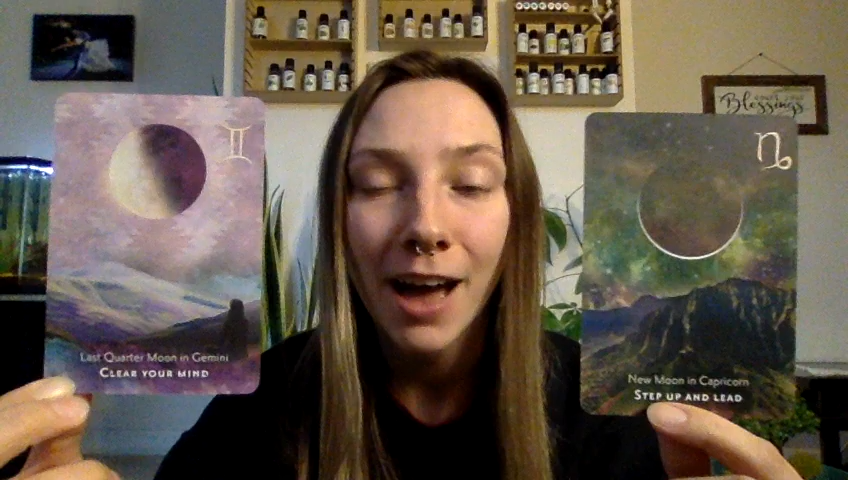 Last Quarter Moon in Gemini
CLEAR YOUR MIND
New Moon in Capricorn
STEP UP AND LEAD
Blessings